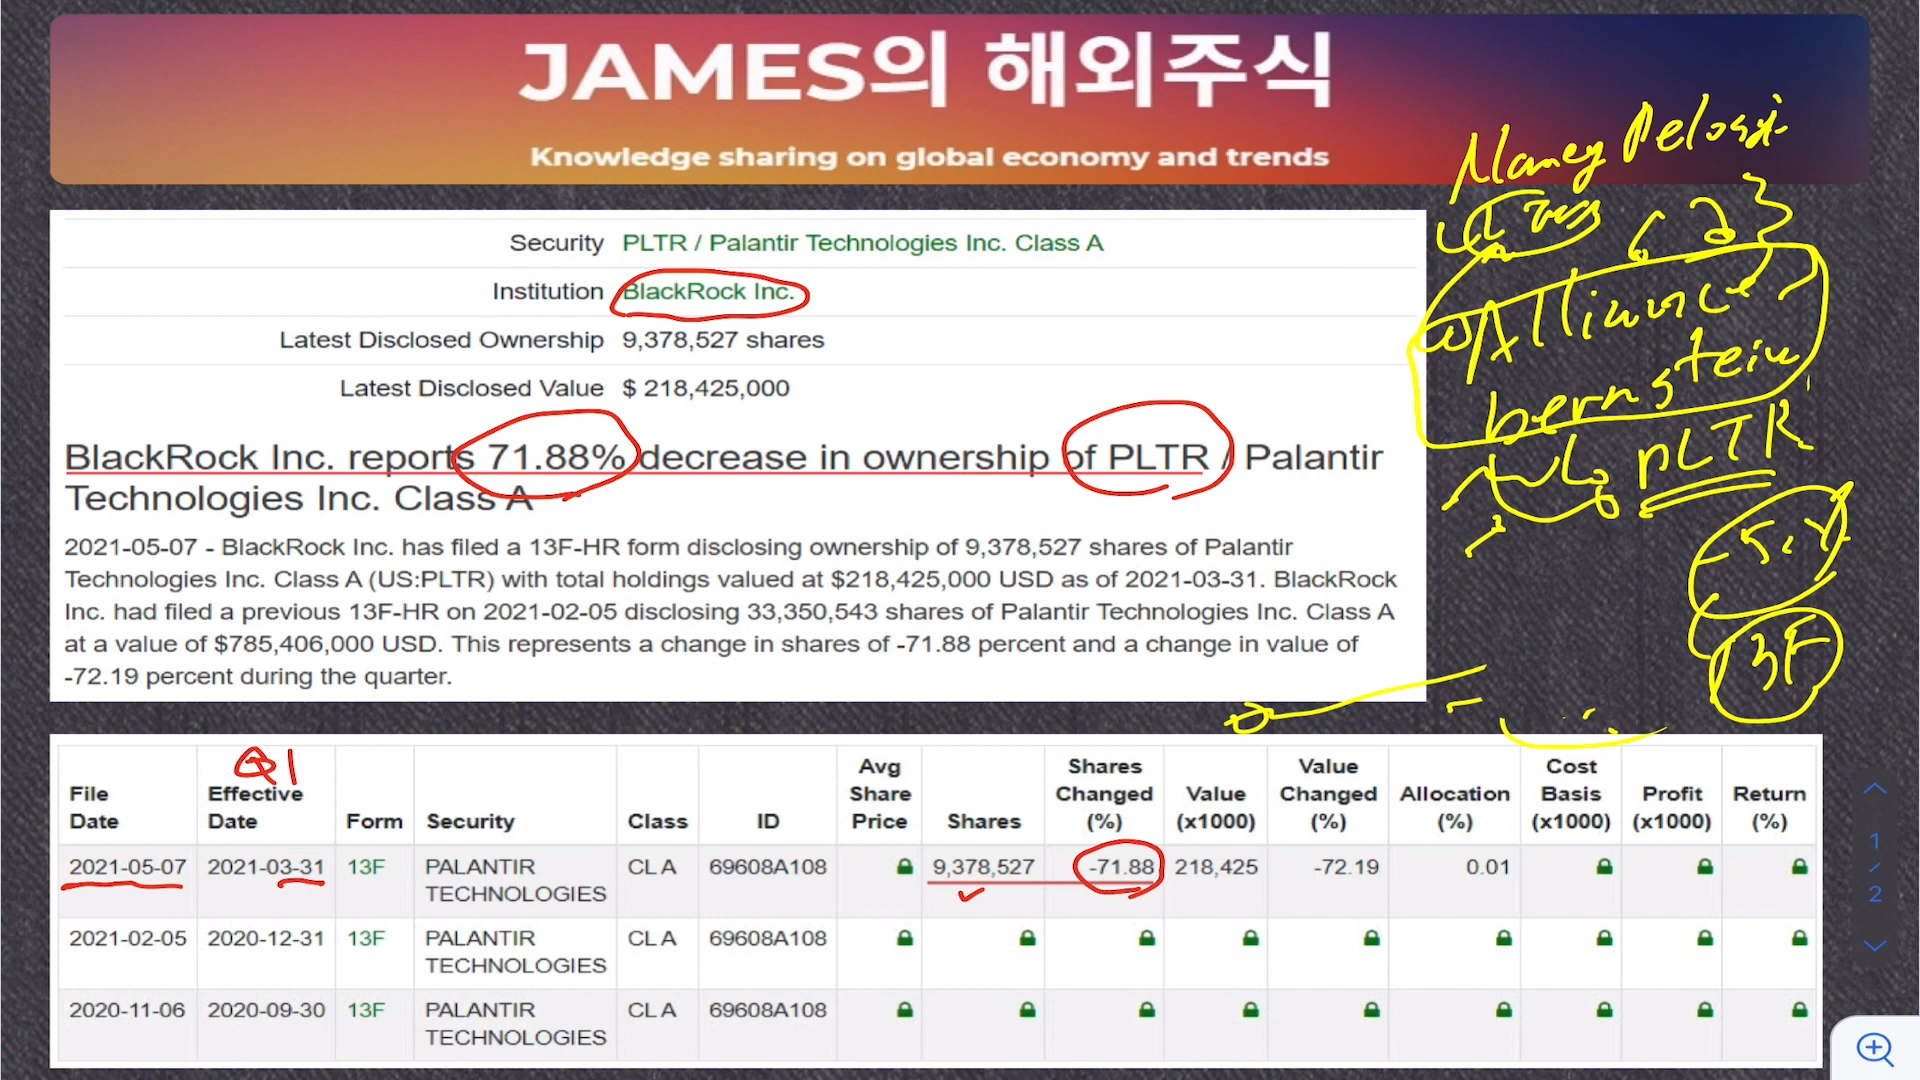 JAMES의 해외주식
Knowledge sharing on global economy and trends
Nancy Pelosi
Alliance
bernstein
PLTR
13F
Security PLTR / Palantir Technologies Inc. Class A
Institution BlackRock Inc.
Latest Disclosed Ownership 9,378,527 shares
Latest Disclosed Value $ 218,425,000
BlackRock Inc. reports 71.88% decrease in ownership of PLTR / Palantir
Technologies Inc. Class A
2021-05-07 - BlackRock Inc. has filed a 13F-HR form disclosing ownership of 9,378,527 shares of Palantir
Technologies Inc. Class A (US:PLTR) with total holdings valued at $218,425,000 USD as of 2021-03-31. BlackRock
Inc. had filed a previous 13F-HR on 2021-02-05 disclosing 33,350,543 shares of Palantir Technologies Inc. Class A
at a value of $785,406,000 USD. This represents a change in shares of -71.88 percent and a change in value of
-72.19 percent during the quarter.
Q1
Avg Shares Value Cost
File Effective Share Changed Value Changed Allocation Basis Profit Return
Date Date Form Security Class ID Price Shares (%) (x1000) (%) (%) (x1000) (x1000) (%)
2021-05-07 2021-03-31 13F PALANTIR CL A 69608A108 9,378,527 -71.88 218,425 -72.19 0.01
TECHNOLOGIES
2021-02-05 2020-12-31 13F PALANTIR CL A 69608A108
TECHNOLOGIES
2020-11-06 2020-09-30 13F PALANTIR CL A 69608A108
TECHNOLOGIES
1
/
2